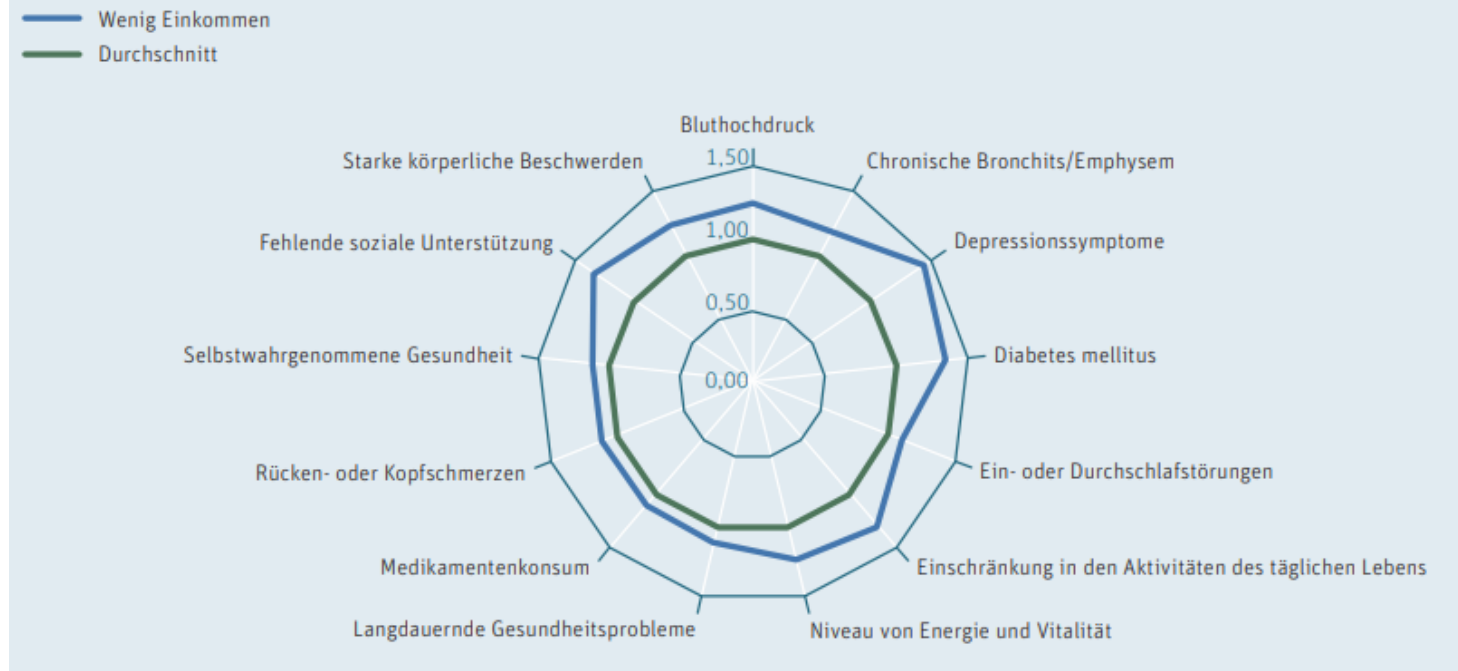 Wenig Einkommen
Durchschnitt
Bluthochdruck
1,50
Starke körperliche Beschwerden
Chronische Bronchits/Emphysem
1,00
Fehlende soziale Unterstützung
Depressionssymptome
0,50
Selbstwahrgenommene Gesundheit
Diabetes mellitus
0,00
Rücken- oder Kopfschmerzen
Ein- oder Durchschlafstörungen
Medikamentenkonsum
Einschränkung in den Aktivitäten des täglichen Lebens
Langdauernde Gesundheitsprobleme
Niveau von Energie und Vitalität